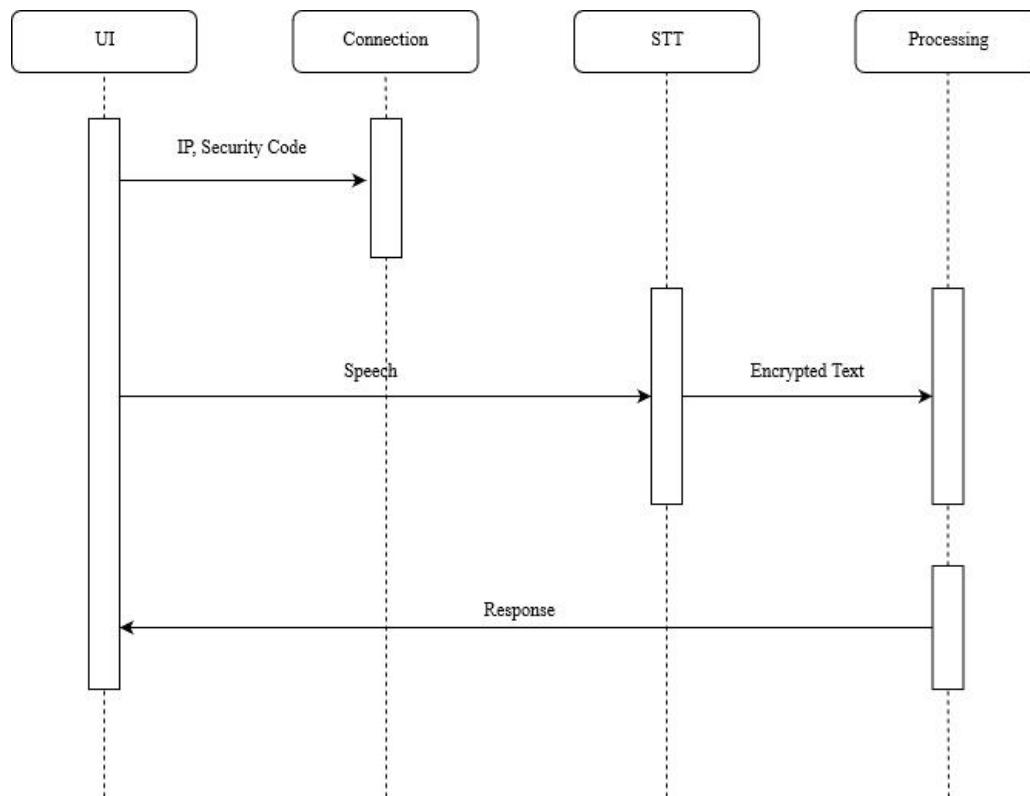 UI
Connection
STT
Processing
IP, Security Code
Speech
Encrypted Text
Response